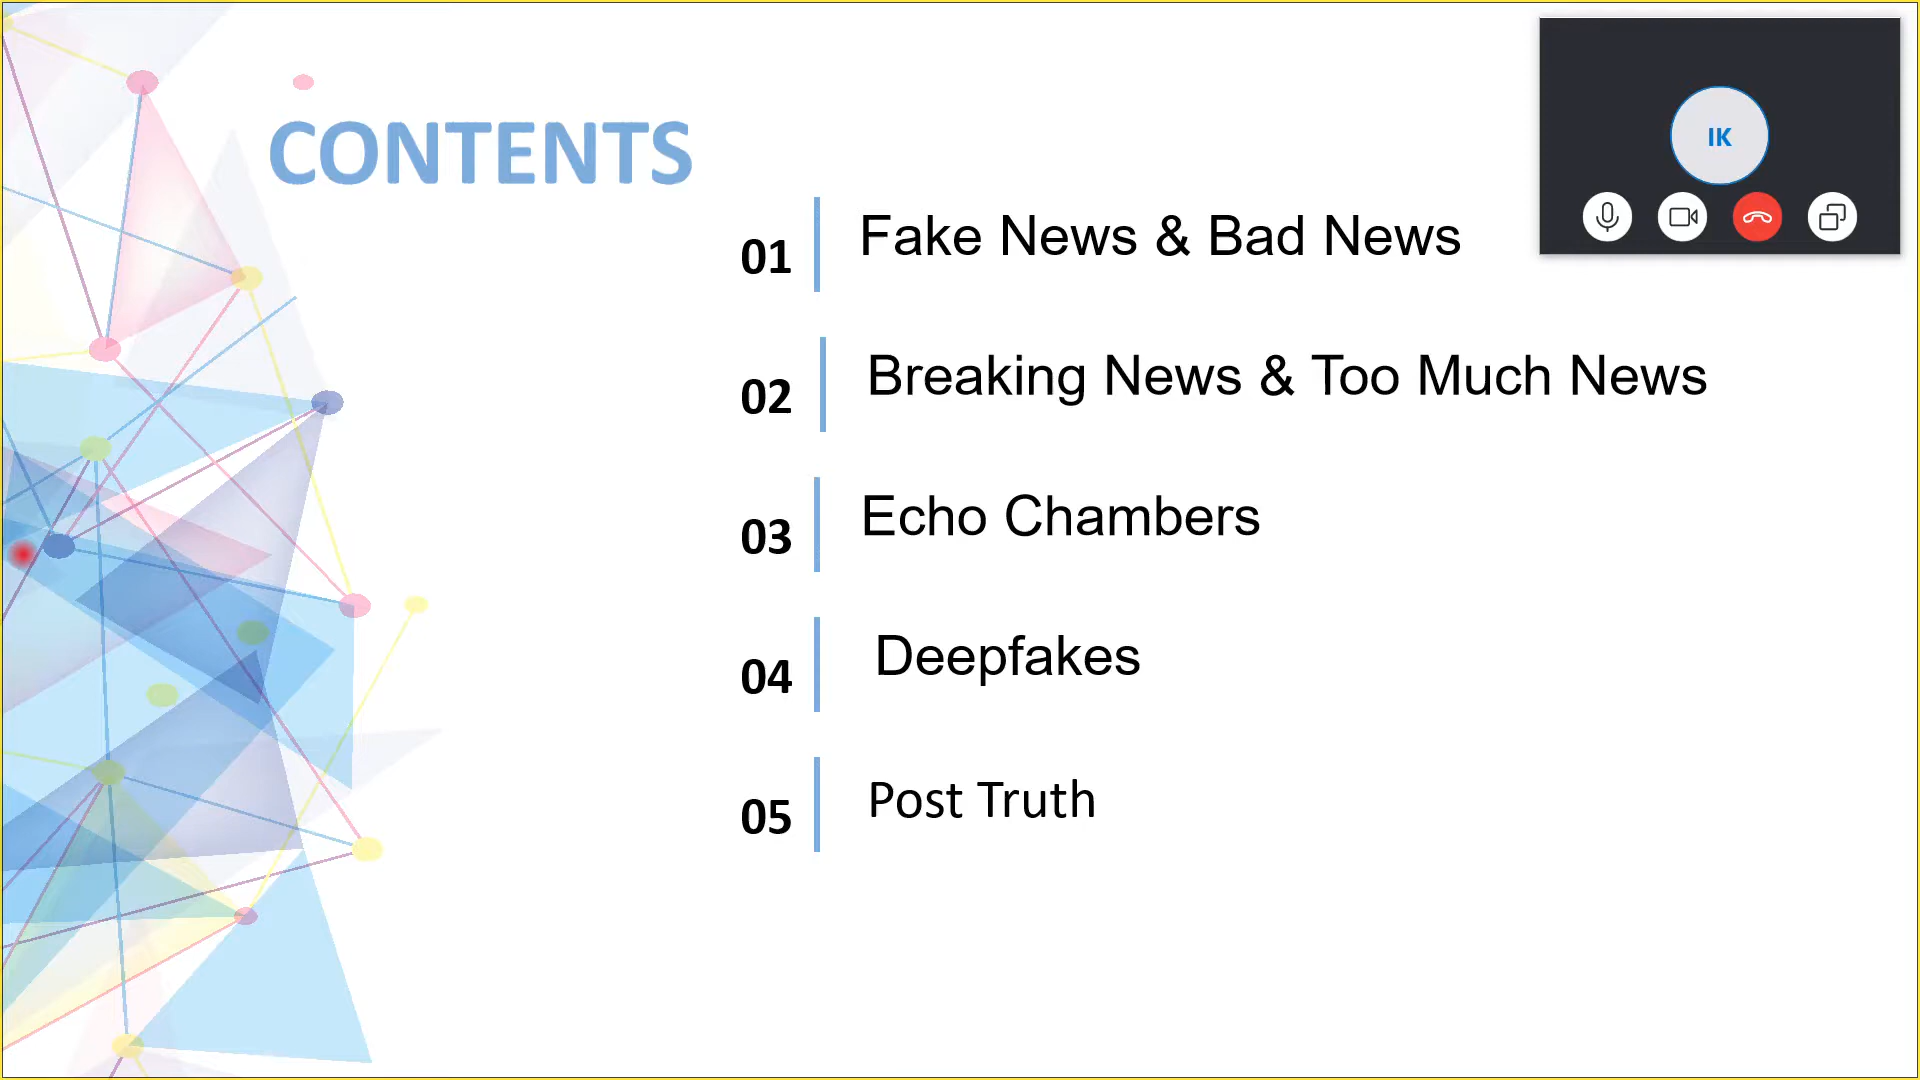 CONTENTS
IK
01 Fake News & Bad News
02 Breaking News & Too Much News
03 Echo Chambers
04 Deepfakes
05 Post Truth